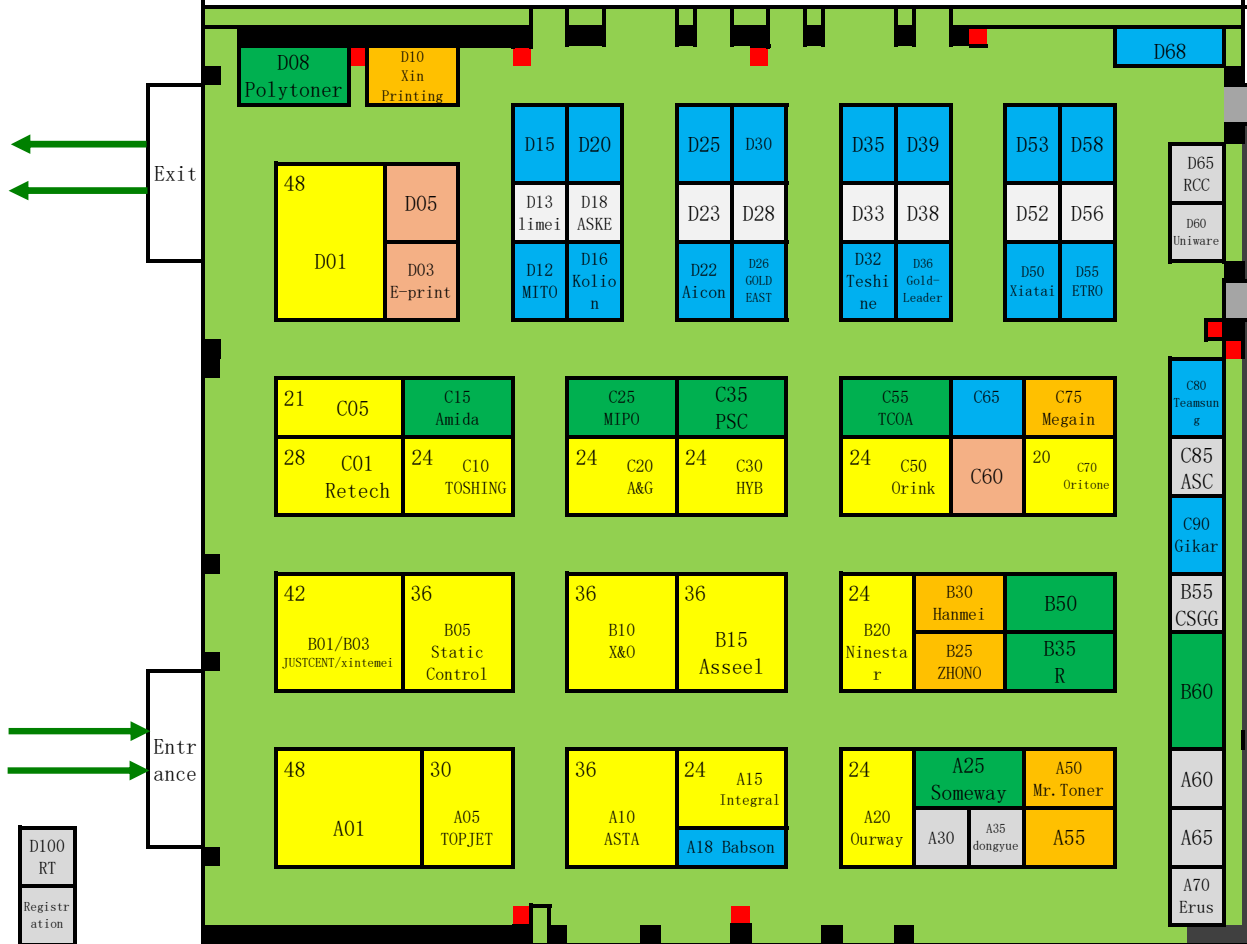 D08
Polytoner
D10
Xin
Printing
D68
Exit
48
D01
D05
D03
E-print
D15
D20
D13
limei
D18
ASKE
D12
MITO
D16
Kolio
n
D25
D30
D23
D28
D22
Aicon
D26
GOLD
EAST
D35
D39
D33
D38
D32
Teshi
ne
D36
Gold-
Leader
D53
D58
D52
D56
D50
Xiatai
D55
ETRO
D65
RCC
D60
Uniware
21
C05
C15
Amida
28
C01
Retech
24
C10
TOSHING
C25
MIPO
C35
PSC
24
C20
A&G
24
C30
HYB
C55
TCOA
C65
C75
Megain
24
C50
Orink
C60
20
C70
Oritone
C80
Teamsun
g
C85
ASC
C90
Gikar
B55
CSGG
B60
42
B01/B03
JUSTCENT/xintemei
36
B05
Static
Control
36
B10
X&O
36
B15
Asseel
24
B20
Ninesta
r
B30
Hanmei
B50
B25
ZHONO
B35
R
Entr
ance
48
A01
30
A05
TOPJET
36
A10
ASTA
24
A15
Integral
A18 Babson
24
A20
Ourway
A25
Someway
A50
Mr.Toner
A30
A35
dongyue
A55
A60
A65
A70
Erus
D100
RT
Registr
ation